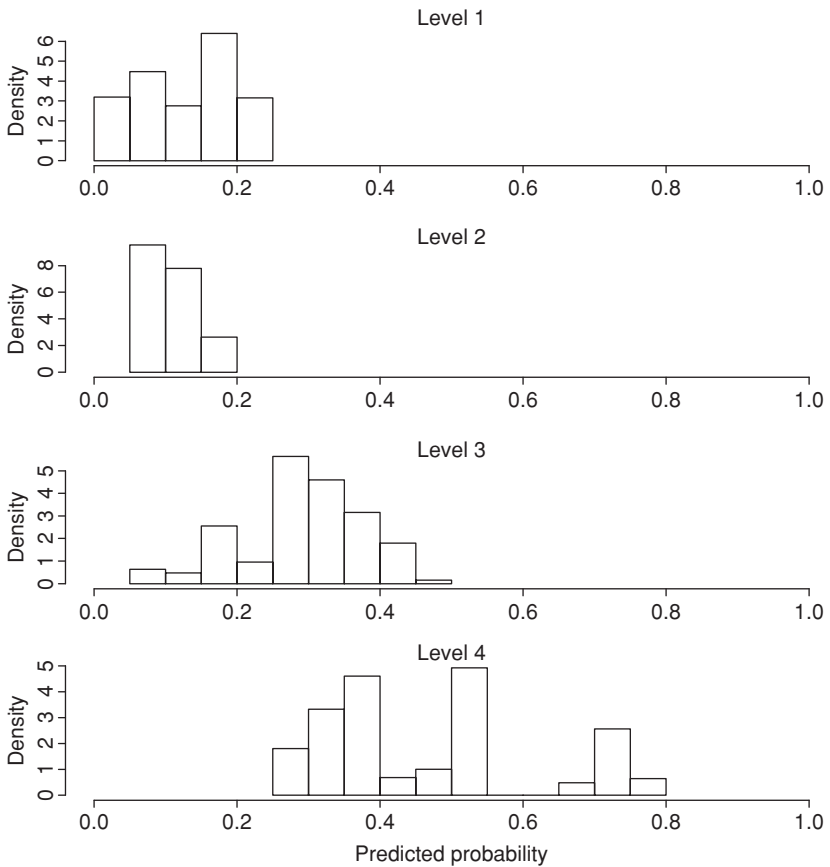 Level 1
Density
0 1 2 3 4 5 6
0.0 0.2 0.4 0.6 0.8 1.0
Level 2
Density
0 2 4 6 8
0.0 0.2 0.4 0.6 0.8 1.0
Level 3
Density
0 1 2 3 4 5
0.0 0.2 0.4 0.6 0.8 1.0
Level 4
Density
0 1 2 3 4 5
0.0 0.2 0.4 0.6 0.8 1.0
Predicted probability